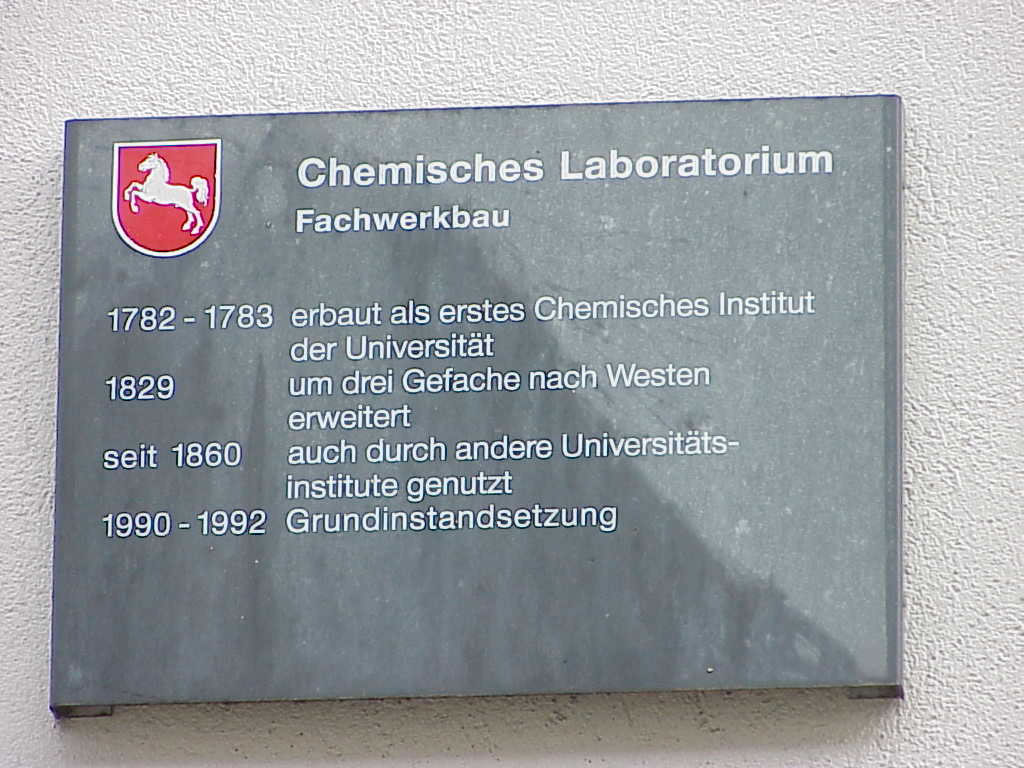 Chemisches Laboratorium
Fachwerkbau
1782 - 1783 erbaut als erstes Chemisches Institut
der Universität
1829 um drei Gefache nach Westen
erweitert
seit 1860 auch durch andere Universitäts-
institute genutzt
1990 - 1992 Grundinstandsetzung